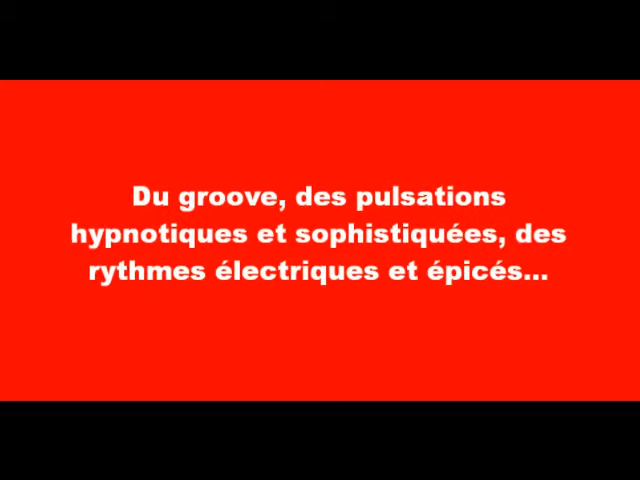 Du groove, des pulsations
hypnotiques et sophistiquées, des
rythmes électriques et épicés...